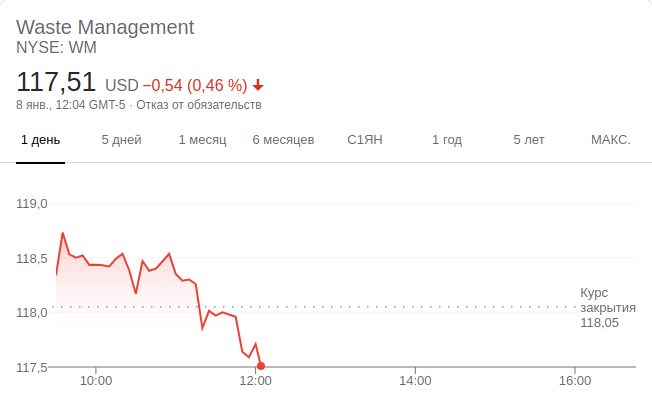 Waste Management
NYSE: WM
117,51 USD −0,54 (0,46 %)
8 янв., 12:04 GMT-5 · Отказ от обязательств
1 день 5 дней 1 месяц 6 месяцев С1ЯН 1 год 5 лет МАКС.
119,0
118,5
118,0
117,5
Курс
закрытия
118,05
10:00 12:00 14:00 16:00